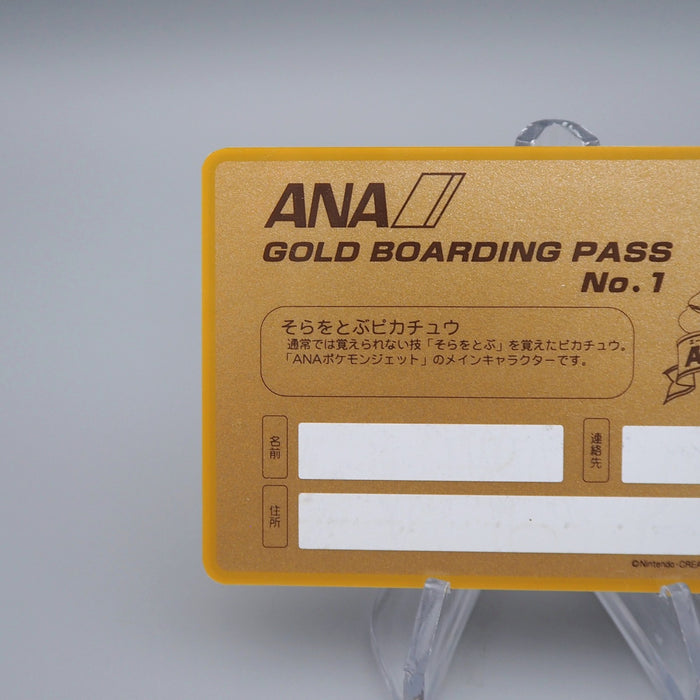 ANA
GOLD BOARDING PASS
No.1
そらをとぶピカチュウ
通常では覚えられない技「そらをとぶ」を覚えたピカチュウ。
「ANAポケモンジェット」のメインキャラクターです。
名前
連絡先
住所
©Nintendo・CREA